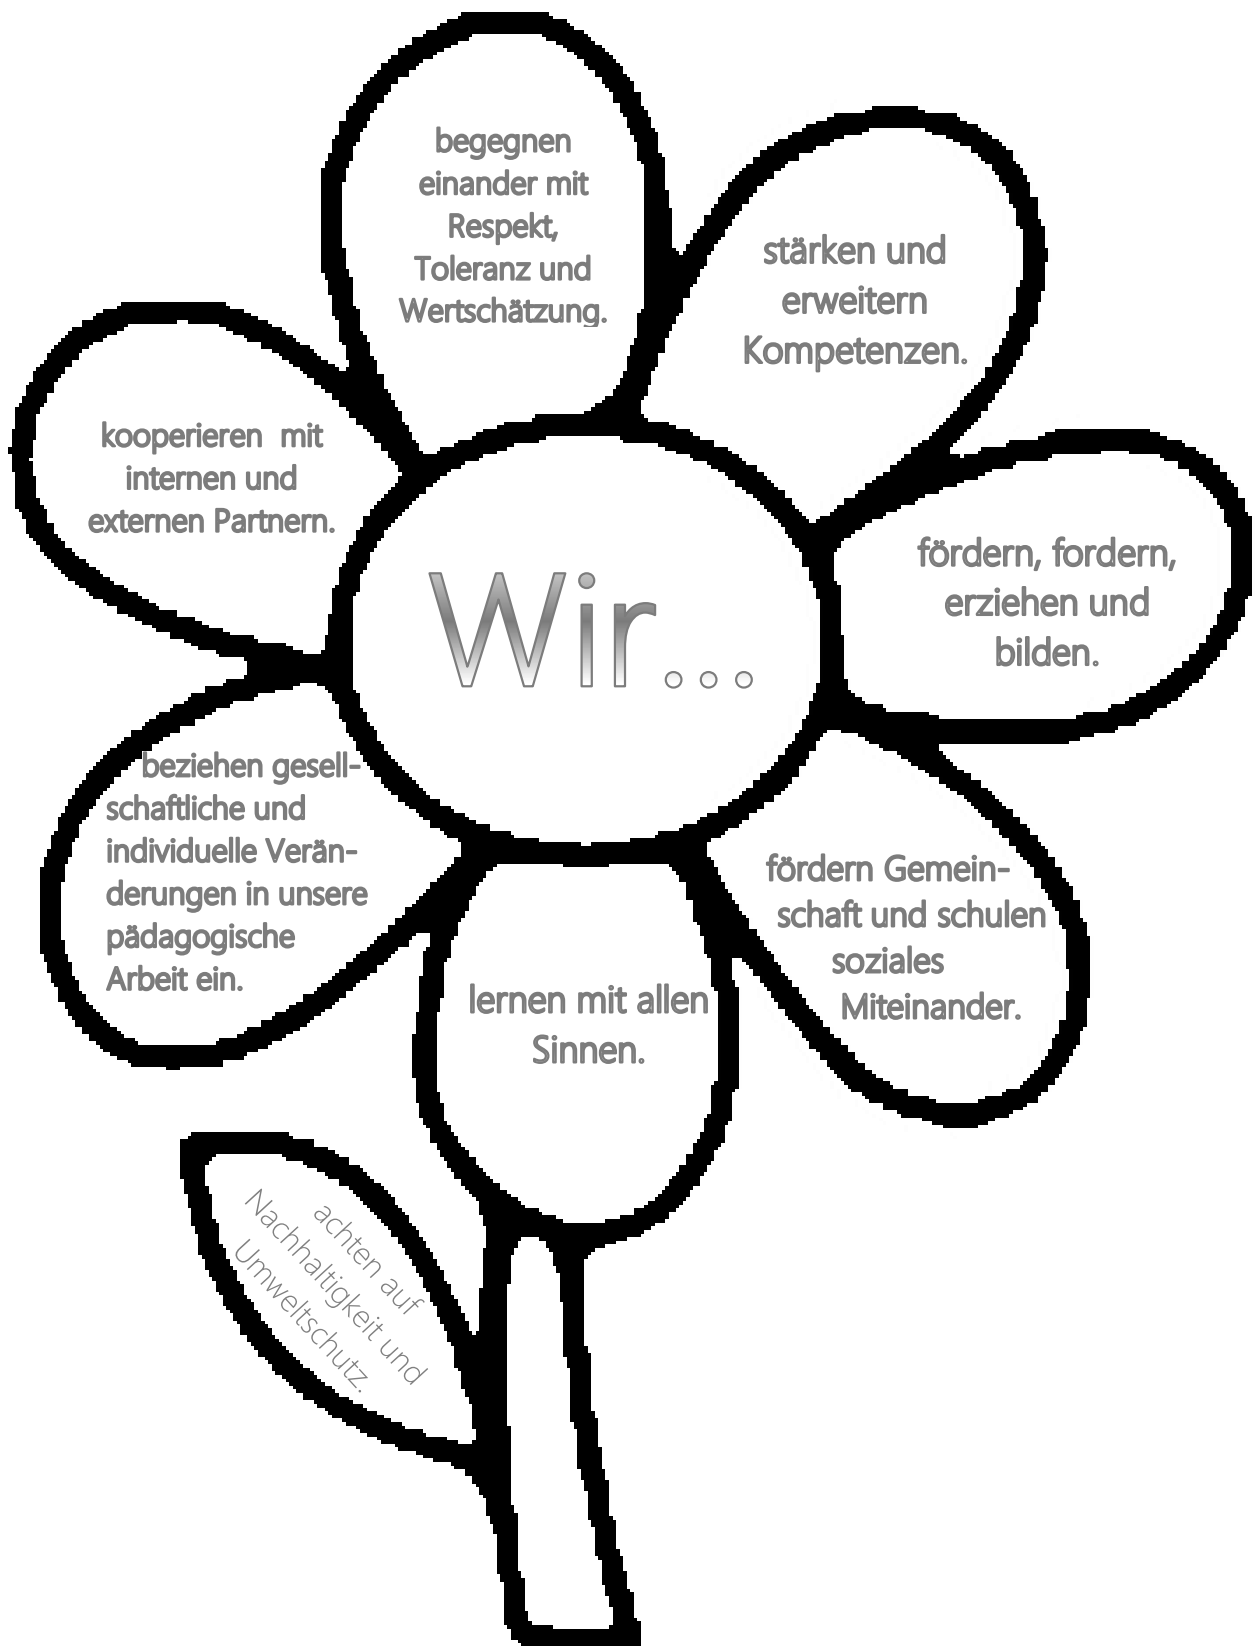 Wir...
begegnen
einander mit
Respekt,
Toleranz und
Wertschätzung.
stärken und
erweitern
Kompetenzen.
fördern, fordern,
erziehen und
bilden.
fördern Gemein-
schaft und schulen
soziales
Miteinander.
lernen mit allen
Sinnen.
beziehen gesell-
schaftliche und
individuelle Verän-
derungen in unsere
pädagogische
Arbeit ein.
kooperieren mit
internen und
externen Partnern.
achten auf
Nachhaltigkeit und
Umweltschutz.